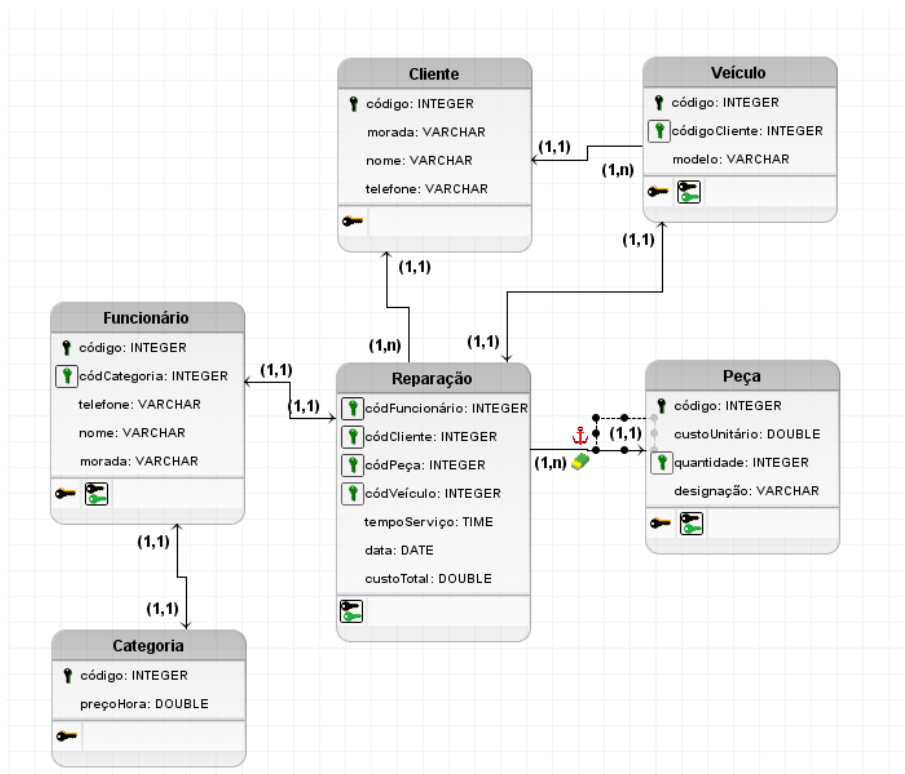 Cliente
código: INTEGER
morada: VARCHAR
nome: VARCHAR
telefone: VARCHAR
Veículo
código: INTEGER
códigoCliente: INTEGER
modelo: VARCHAR
(1,1)
(1,n)
(1,1)
(1,1)
(1,1)
(1,n)
Funcionário
código: INTEGER
códCategoria: INTEGER
telefone: VARCHAR
nome: VARCHAR
morada: VARCHAR
(1,1)
(1,1)
Reparação
códFuncionário: INTEGER
códCliente: INTEGER
códPeça: INTEGER
códVeículo: INTEGER
tempoServiço: TIME
data: DATE
custoTotal: DOUBLE
(1,1)
(1,n)
Peça
código: INTEGER
custoUnitário: DOUBLE
quantidade: INTEGER
designação: VARCHAR
(1,1)
(1,1)
Categoria
código: INTEGER
preçoHora: DOUBLE